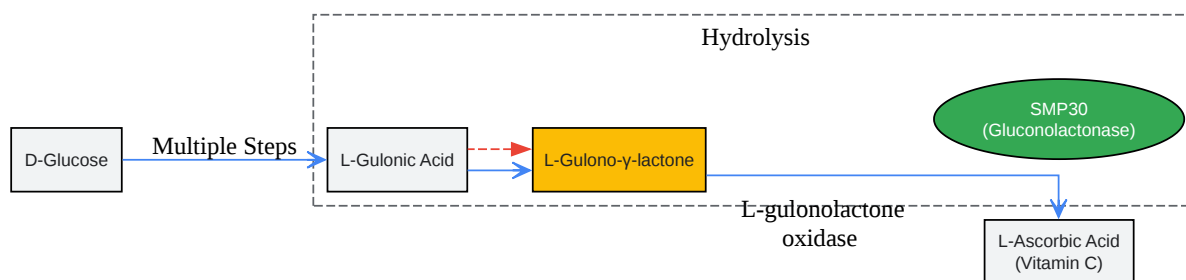 Hydrolysis
SMP30
(Gluconolactonase)
D-Glucose
Multiple Steps
L-Gulonic Acid
L-Gulono-γ-lactone
L-gulonolactone
oxidase
L-Ascorbic Acid
(Vitamin C)